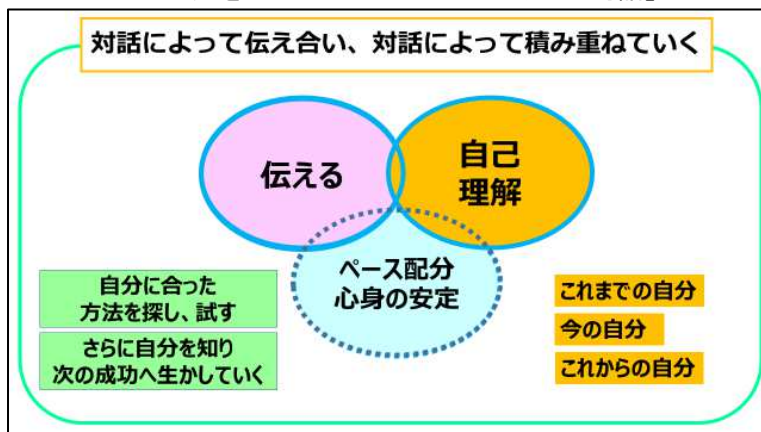 対話によって伝え合い、対話によって積み重ねていく
伝える
自己
理解
ペース配分
心身の安定
自分に合った
方法を探し、試す
さらに自分を知り
次の成功へ生かしていく
これまでの自分
今の自分
これからの自分